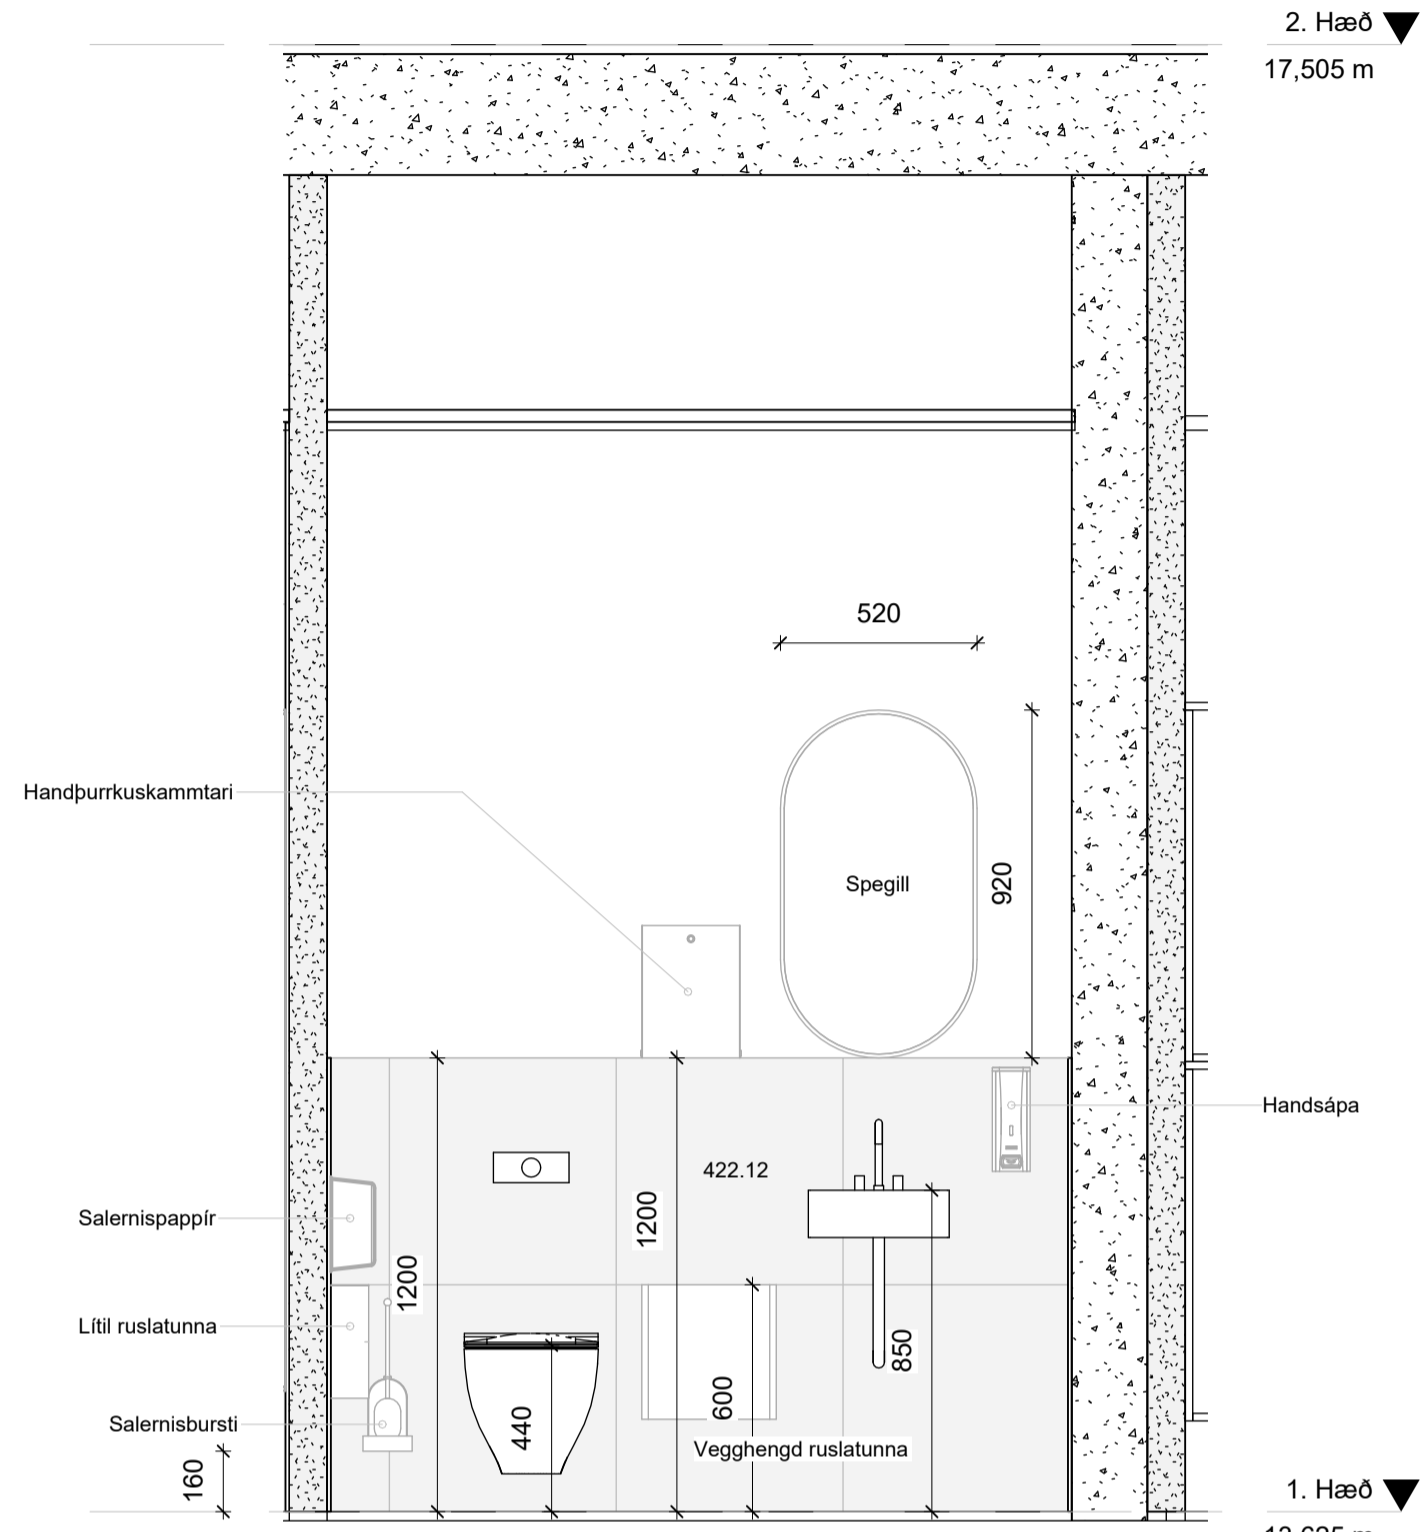 2. Hæð
17,505 m
520
Handþurrkuskammtari
Spegill
920
Handsápa
422.12
Salernispappír
1200
1200
Lítil ruslatunna
850
600
440
Salernisbursti
Vegghengd ruslatunna
160
1. Hæð